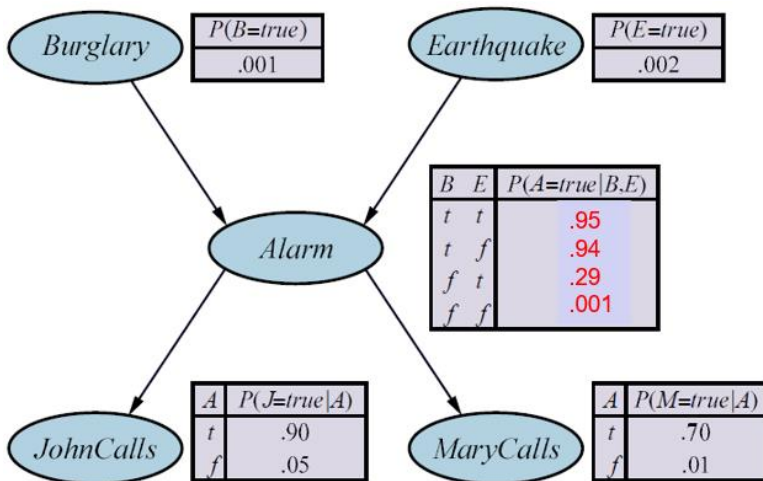 Burglary
P(B=true)
.001
Earthquake
P(E=true)
.002
Alarm
B E P(A=true|B,E)
t t .95
t f .94
f t .29
f f .001
JohnCalls
A P(J=true|A)
t .90
f .05
MaryCalls
A P(M=true|A)
t .70
f .01